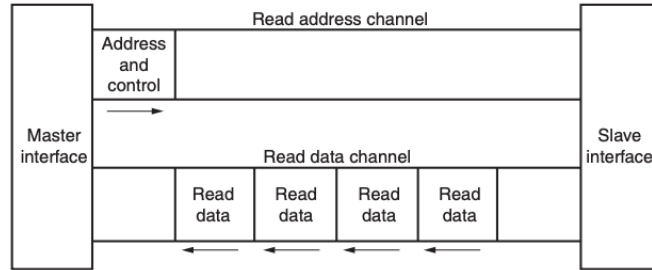 Read address channel
Address
and
control
Master
interface
Slave
interface
Read data channel
Read
data
Read
data
Read
data
Read
data